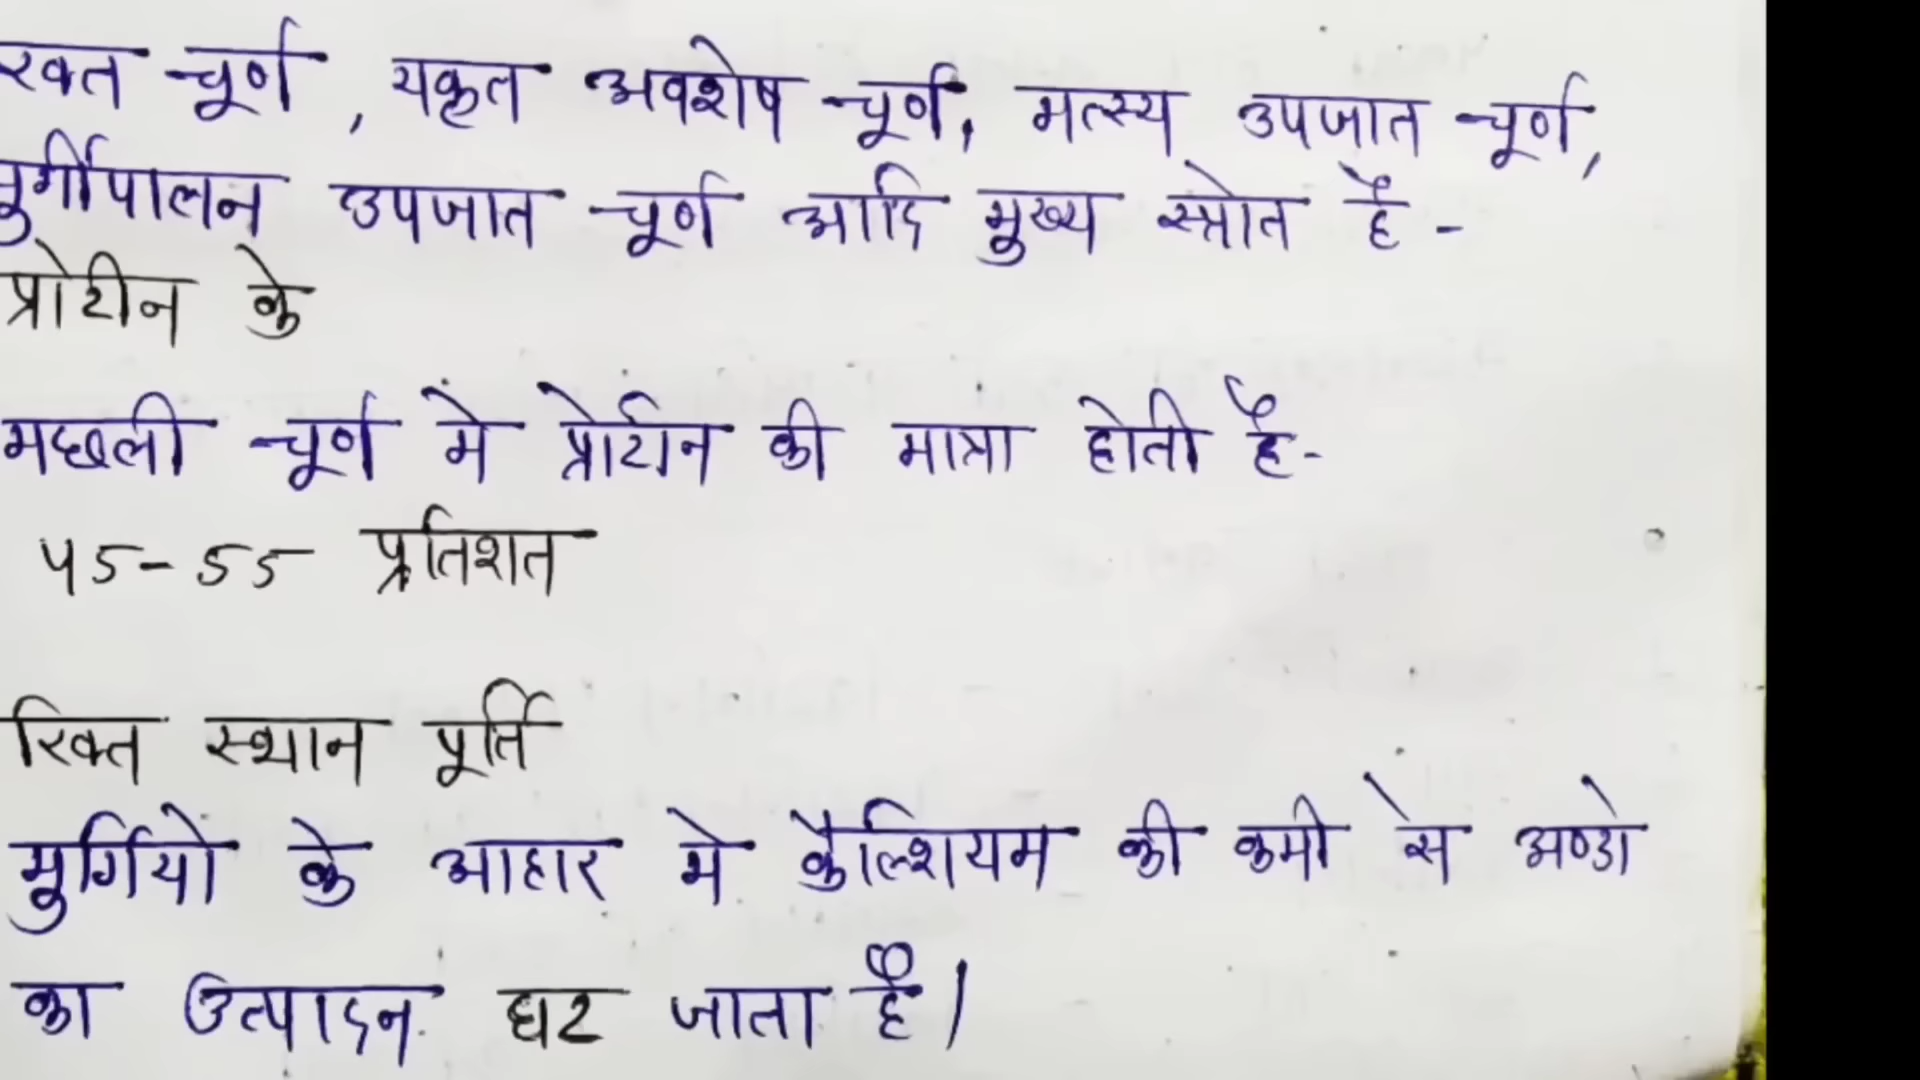 रक्त चूर्ण , यकृत अवशेष चूर्ण, मत्स्य उपजात चूर्ण,
मुर्गीपालन उपजात चूर्ण आदि मुख्य स्त्रोत है -
प्रोटीन के
मछली चूर्ण मे प्रोटीन की मात्रा होती है-
45-55 प्रतिशत
रिक्त स्थान पूर्ति
मुर्गियो के आहार मे कैल्शियम की कमी से अण्डो
का उत्पादन घट जाता है।